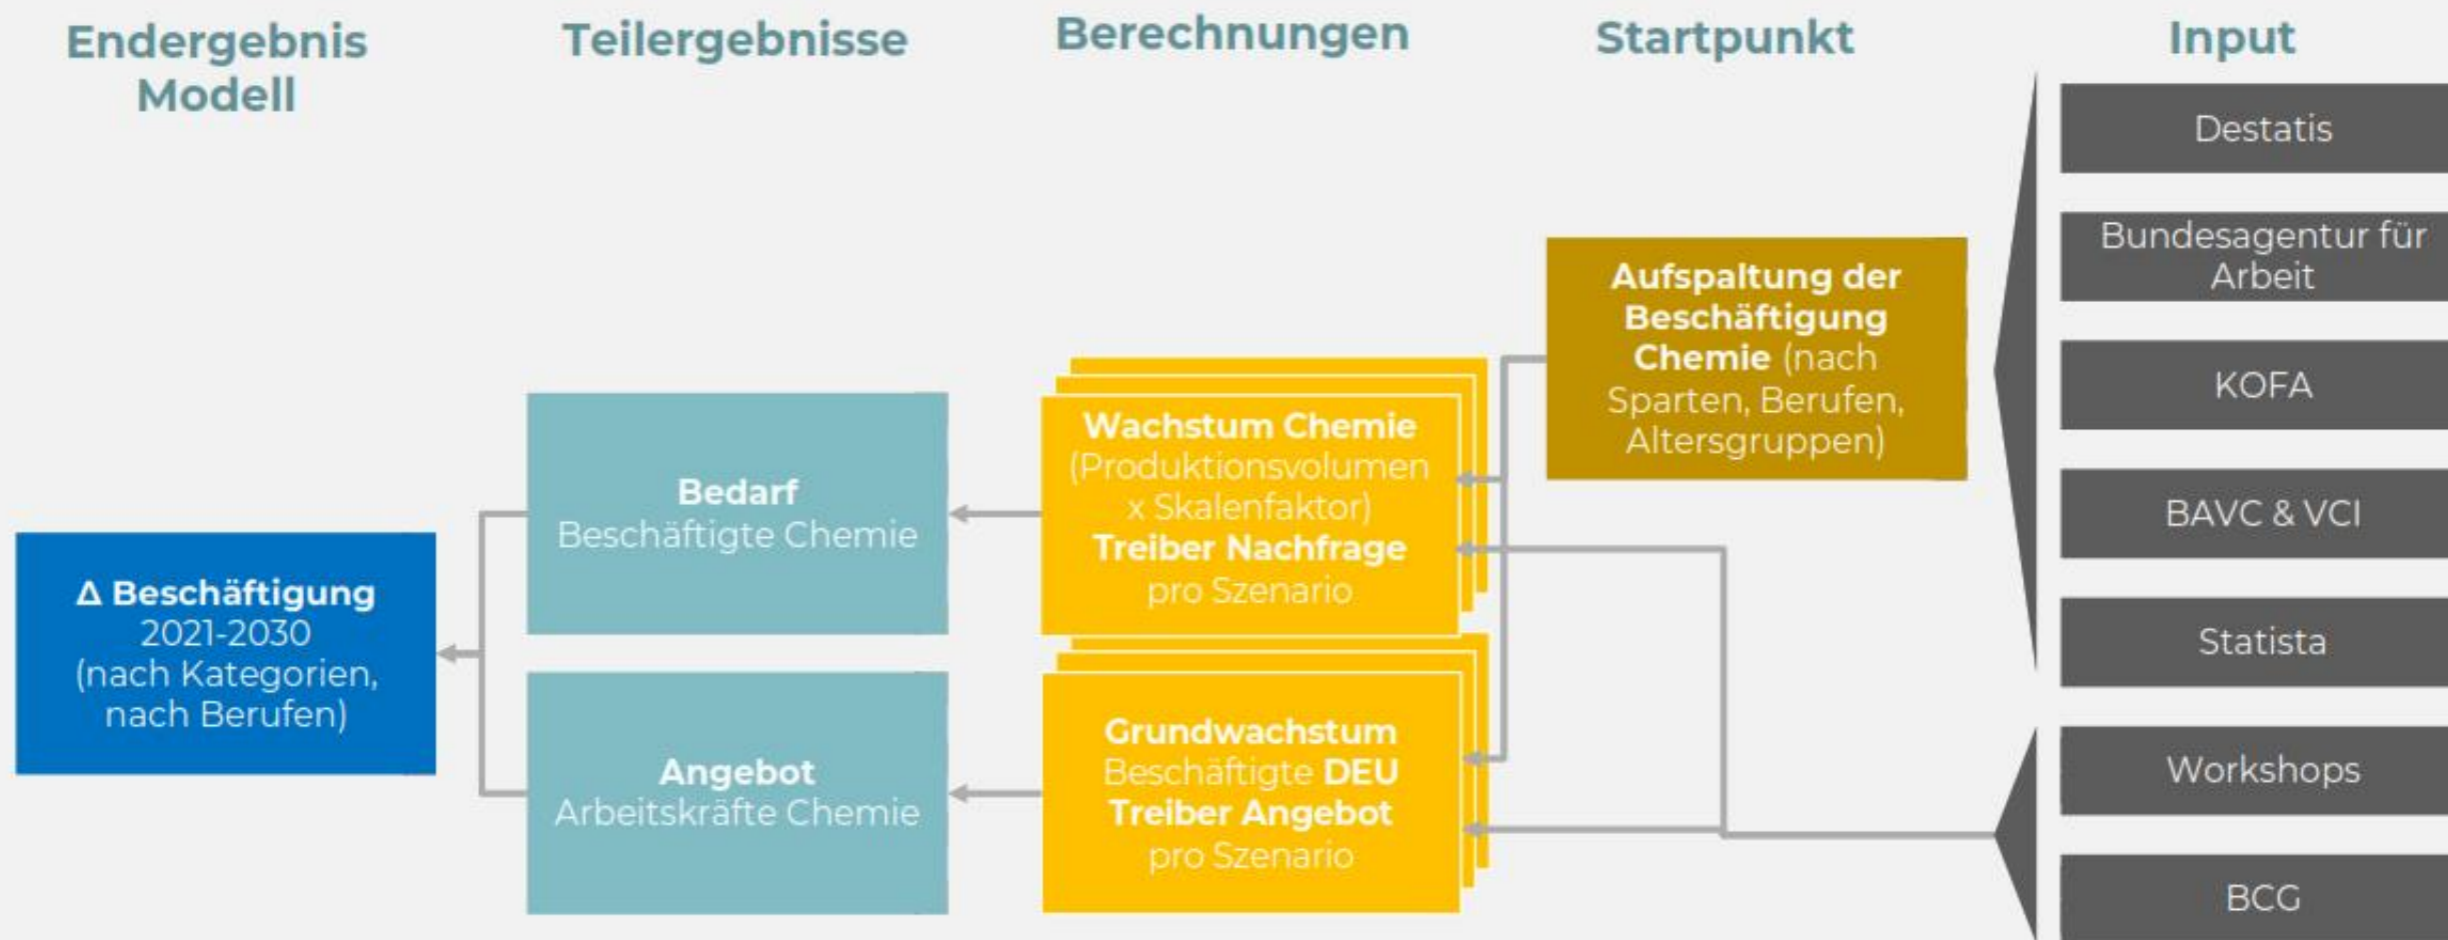 Endergebnis
Modell
Teilergebnisse
Berechnungen
Startpunkt
Input
Δ Beschäftigung
2021-2030
(nach Kategorien,
nach Berufen)
Bedarf
Beschäftigte Chemie
Angebot
Arbeitskräfte Chemie
Wachstum Chemie
(Produktionsvolumen
x Skalenfaktor)
Treiber Nachfrage
pro Szenario
Grundwachstum
Beschäftigte DEU
Treiber Angebot
pro Szenario
Aufspaltung der
Beschäftigung
Chemie (nach
Sparten, Berufen,
Altersgruppen)
Destatis
Bundesagentur für
Arbeit
KOFA
BAVC & VCI
Statista
Workshops
BCG